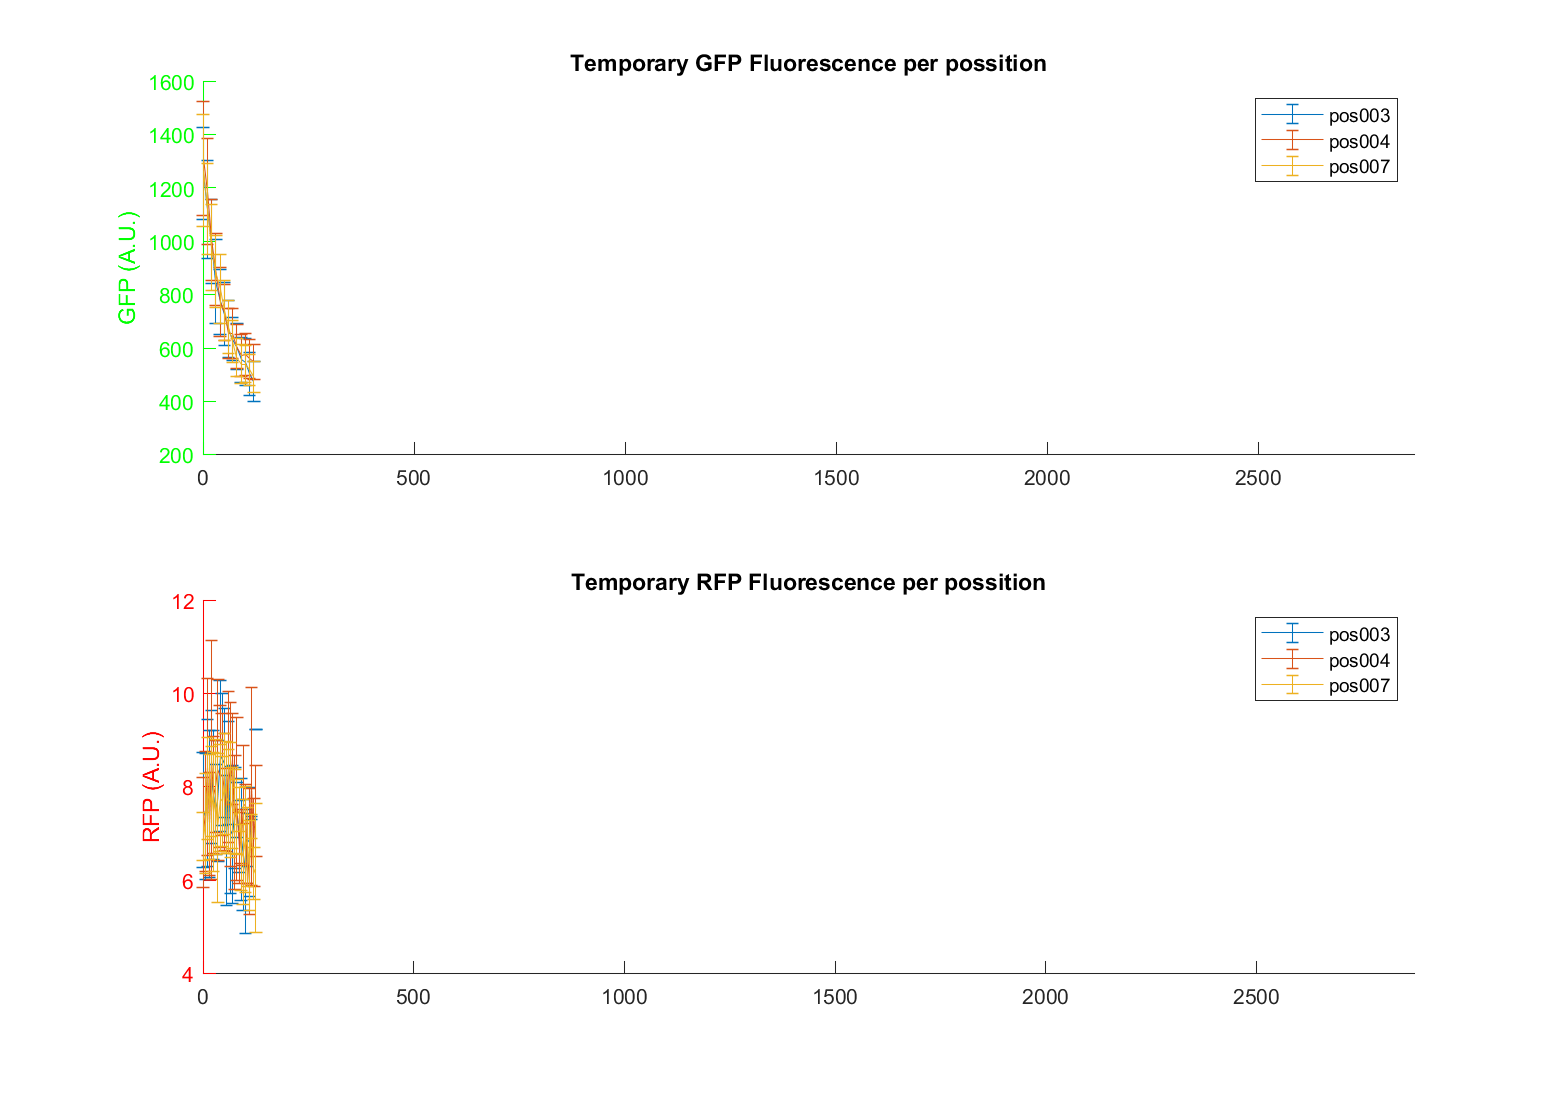 Temporary GFP Fluorescence per possition
1600
1400
1200
1000
800
600
400
200
GFP (A.U.)
0 500 1000 1500 2000 2500
pos003
pos004
pos007
Temporary RFP Fluorescence per possition
12
10
8
6
4
RFP (A.U.)
0 500 1000 1500 2000 2500
pos003
pos004
pos007